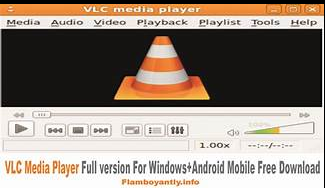 VLC media player
Media Audio Video Playback Playlist Tools Help
100%
1.00x --:--/--:--
VLC Media Player Full version For Windows+Android Mobile Free Download
Flamboyantly.info